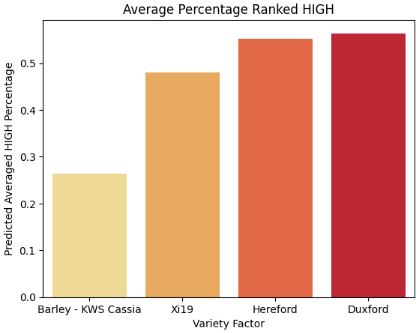 Average Percentage Ranked HIGH
Predicted Averaged HIGH Percentage
0.5
0.4
0.3
0.2
0.1
0.0
Barley - KWS Cassia
Xi19
Hereford
Duxford
Variety Factor